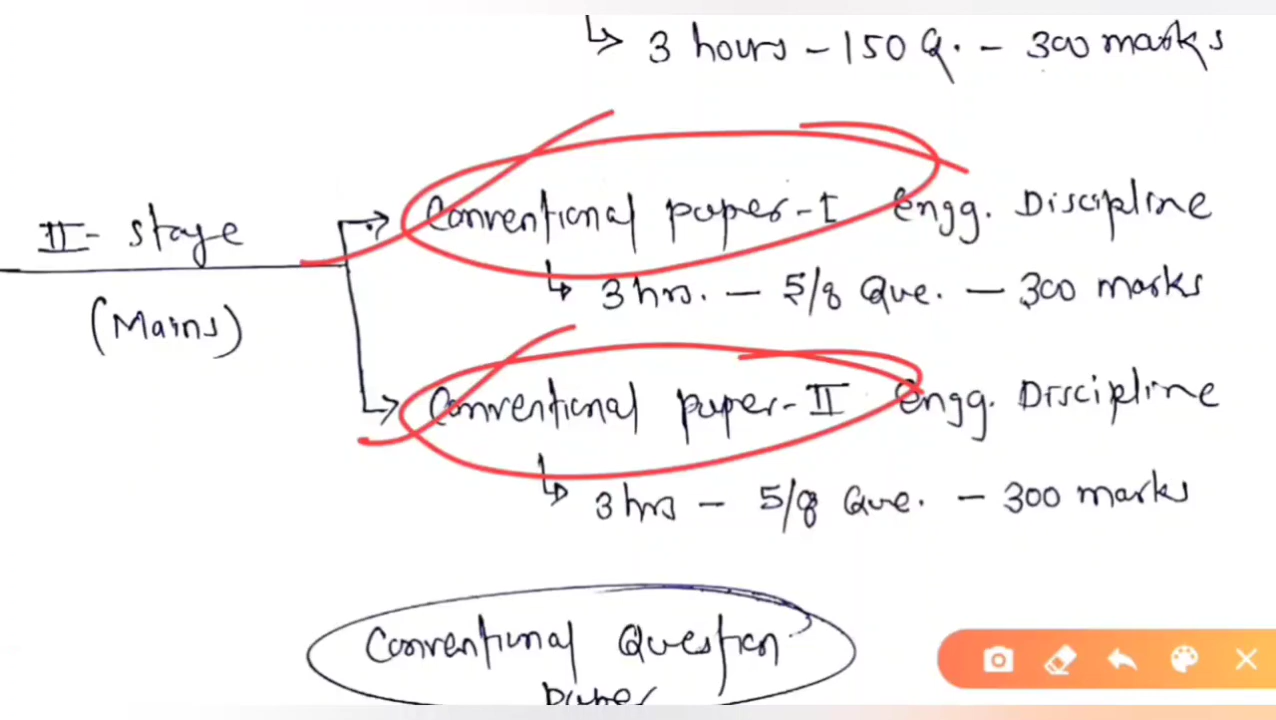 ↳ 3 hours - 150 Q. - 300 marks
II - stage
(Mains)
→ Conventional paper-I engg. Discipline
↳ 3 hrs. - 5/8 Que. - 300 marks
→ Conventional paper-II engg. Discipline
↳ 3 hrs - 5/8 Que. - 300 marks
Conventional Question
paper